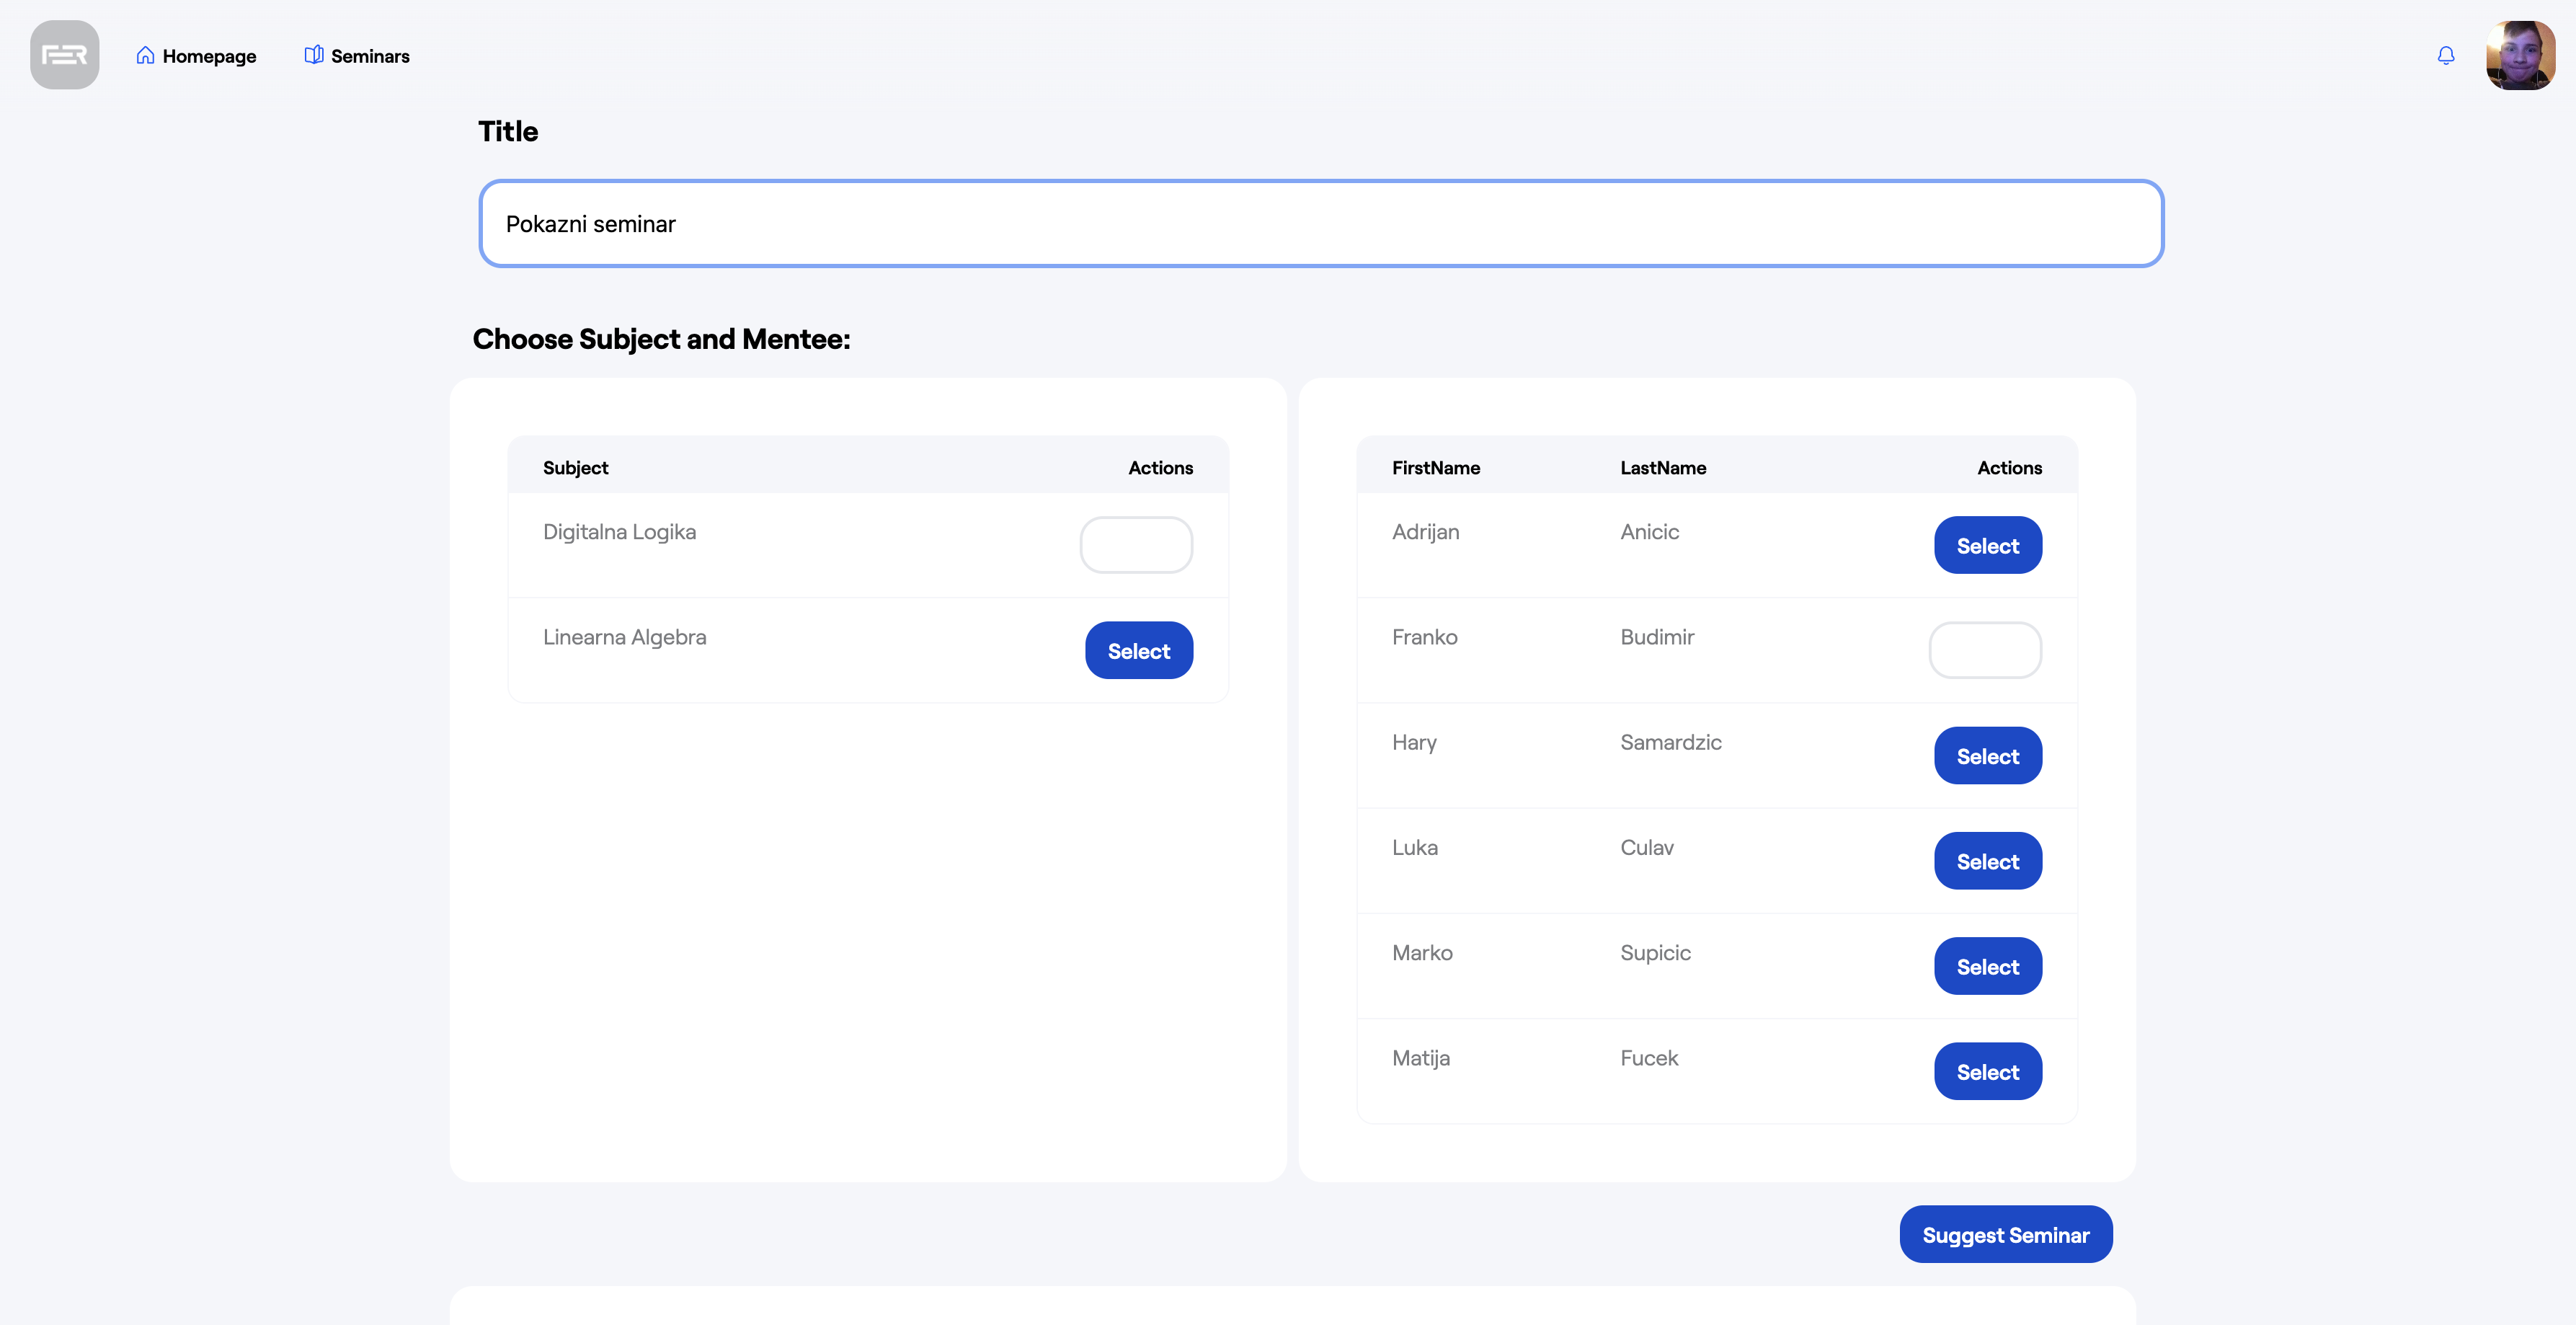 FER Homepage Seminars
Title
Pokazni seminar
Choose Subject and Mentee:
Subject Actions
Digitalna Logika
Linearna Algebra Select
FirstName LastName Actions
Adrijan Anicic Select
Franko Budimir
Hary Samardzic Select
Luka Culav Select
Marko Supicic Select
Matija Fucek Select
Suggest Seminar